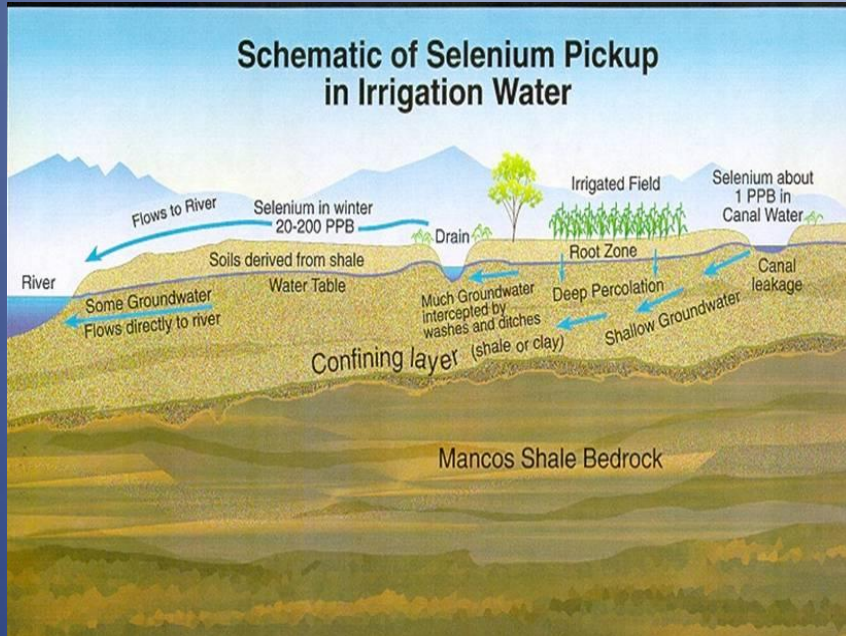 Schematic of Selenium Pickup
in Irrigation Water
Flows to River
Selenium in winter
20-200 PPB
Drain
Irrigated Field
Selenium about
1 PPB in
Canal Water
River
Soils derived from shale
Water Table
Root Zone
Canal
leakage
Some Groundwater
Flows directly to river
Much Groundwater
intercepted by
washes and ditches
Deep Percolation
Shallow Groundwater
Confining layer (shale or clay)
Mancos Shale Bedrock